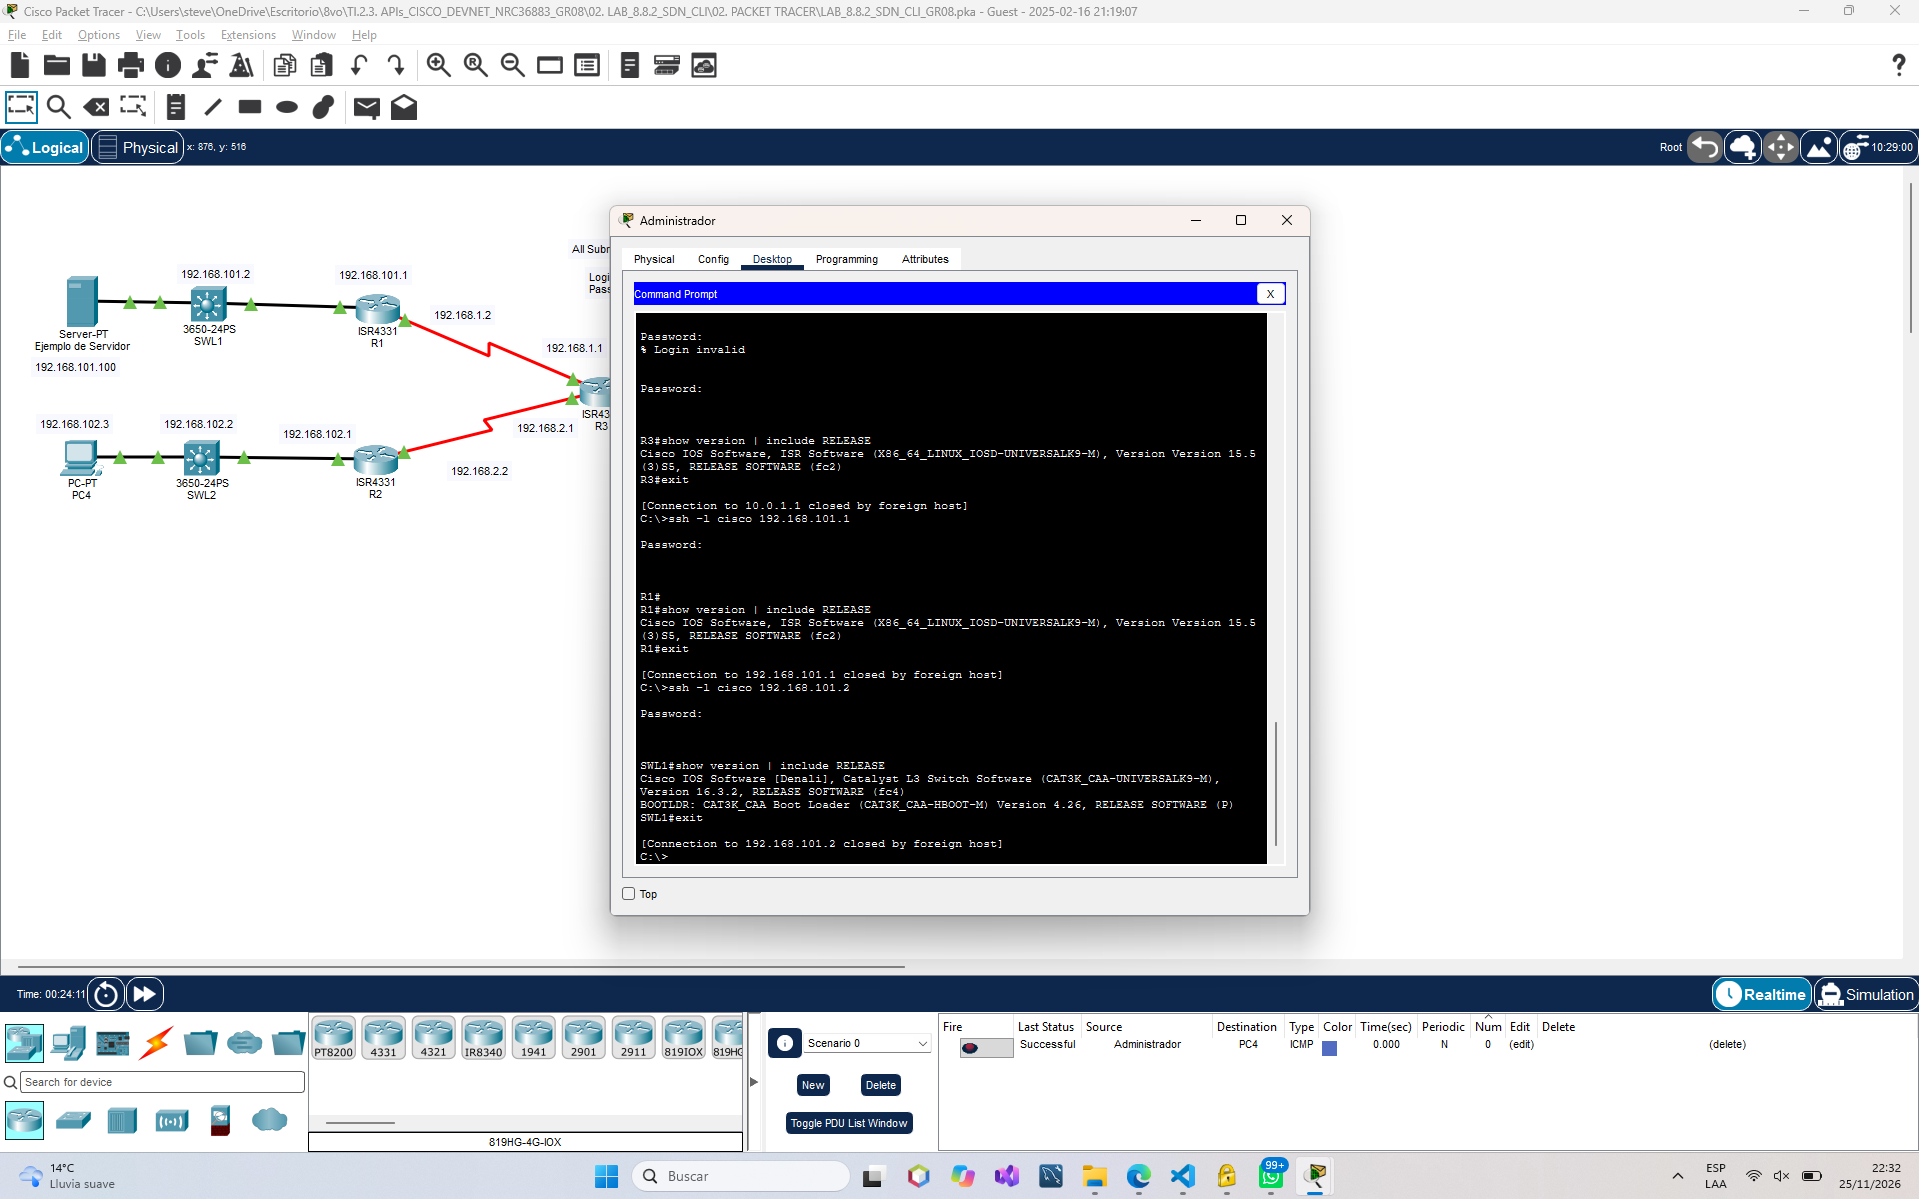 Cisco Packet Tracer - C:\Users\steve\OneDrive\Escritorio\8vo\TI.2.3. APIs_CISCO_DEVNET_NRC36883_GR08\02. LAB_8.8.2_SDN_CLI\02. PACKET TRACER\LAB_8.8.2_SDN_CLI_GR08.pka - Guest - 2025-02-16 21:19:07
File Edit Options View Tools Extensions Window Help
Logical Physical x: 876, y: 516
Root 10:29:00
Administrador
Physical Config Desktop Programming Attributes
Command Prompt X
Password:
% Login invalid
Password:
R3#show version | include RELEASE
Cisco IOS Software, ISR Software (X86_64_LINUX_IOSD-UNIVERSALK9-M), Version Version 15.5
(3)S5, RELEASE SOFTWARE (fc2)
R3#exit
[Connection to 10.0.1.1 closed by foreign host]
C:\>ssh -l cisco 192.168.101.1
Password:
R1#
R1#show version | include RELEASE
Cisco IOS Software, ISR Software (X86_64_LINUX_IOSD-UNIVERSALK9-M), Version Version 15.5
(3)S5, RELEASE SOFTWARE (fc2)
R1#exit
[Connection to 192.168.101.1 closed by foreign host]
C:\>ssh -l cisco 192.168.101.2
Password:
SWL1#show version | include RELEASE
Cisco IOS Software [Denali], Catalyst L3 Switch Software (CAT3K_CAA-UNIVERSALK9-M),
Version 16.3.2, RELEASE SOFTWARE (fc4)
BOOTLDR: CAT3K_CAA Boot Loader (CAT3K_CAA-HBOOT-M) Version 4.26, RELEASE SOFTWARE (P)
SWL1#exit
[Connection to 192.168.101.2 closed by foreign host]
C:\>
Top
All Subn
Logi
Pass
192.168.101.2
192.168.101.1
192.168.1.2
192.168.1.1
Server-PT
Ejemplo de Servidor
192.168.101.100
3650-24PS
SWL1
ISR4331
R1
ISR43
R3
192.168.102.3
192.168.102.2
192.168.102.1
192.168.2.1
192.168.2.2
PC-PT
PC4
3650-24PS
SWL2
ISR4331
R2
Time: 00:24:11
Realtime Simulation
PT8200 4331 4321 IR8340 1941 2901 2911 819IOX 819HG
Search for device
819HG-4G-IOX
Scenario 0
New Delete
Toggle PDU List Window
Fire Last Status Source Destination Type Color Time(sec) Periodic Num Edit Delete
Successful Administrador PC4 ICMP 0.000 N 0 (edit) (delete)
14°C
Lluvia suave
Buscar
99+
ESP
LAA
22:32
25/11/2026